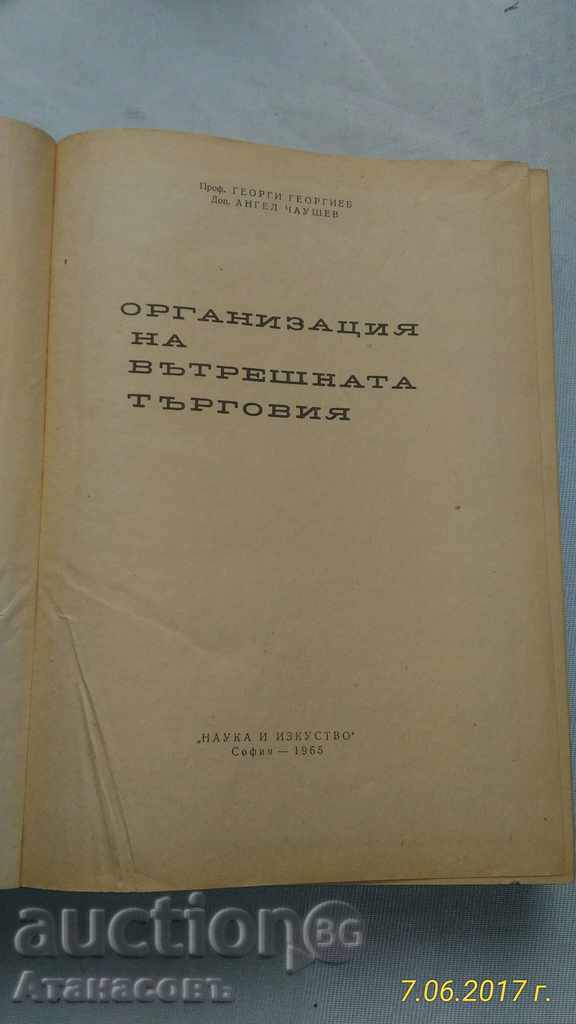 Проф. ГЕОРГИ ГЕОРГИЕВ
Доц. АНГЕЛ ЧАУШЕВ
ОРГАНИЗАЦИЯ
НА
ВЪТРЕШНАТА
ТЪРГОВИЯ
„НАУКА И ИЗКУСТВО“
София — 1965
auctionBG
Атанасовъ
7.06.2017 г.